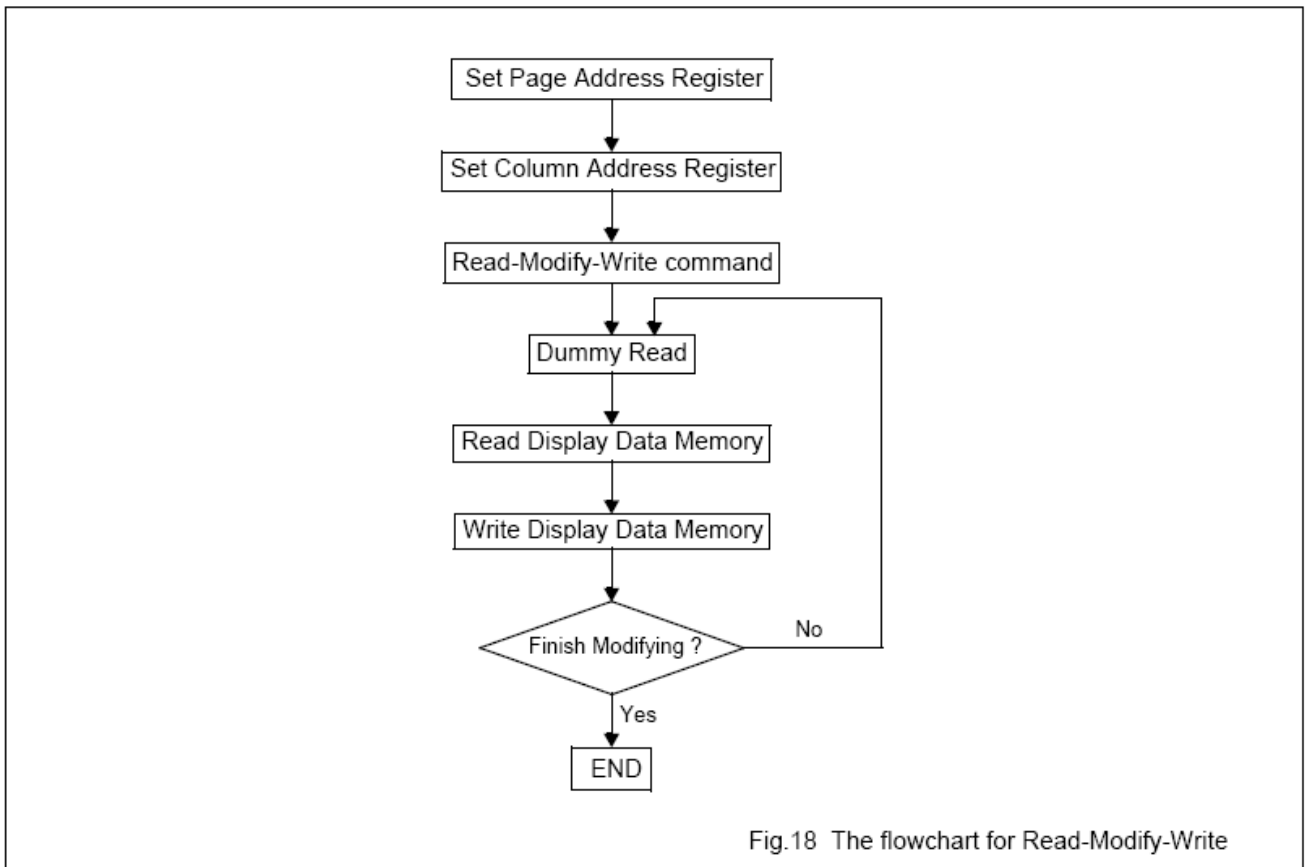 Set Page Address Register
Set Column Address Register
Read-Modify-Write command
Dummy Read
Read Display Data Memory
Write Display Data Memory
Finish Modifying ?
No
Yes
END
Fig.18 The flowchart for Read-Modify-Write